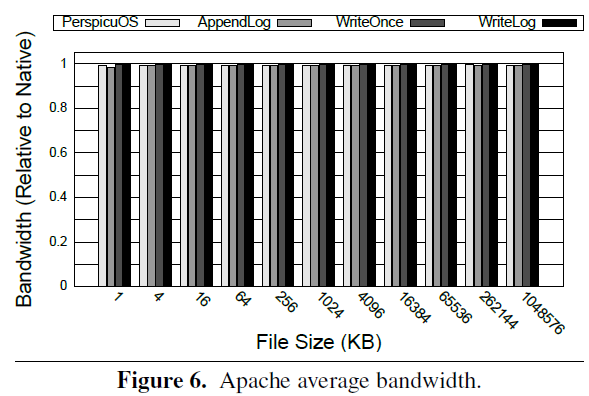 PerspicuOS AppendLog WriteOnce WriteLog
1
0.8
0.6
0.4
0.2
0
Bandwidth (Relative to Native)
1 4 16 64 256 1024 4096 16384 65536 262144 1048576
File Size (KB)
Figure 6. Apache average bandwidth.